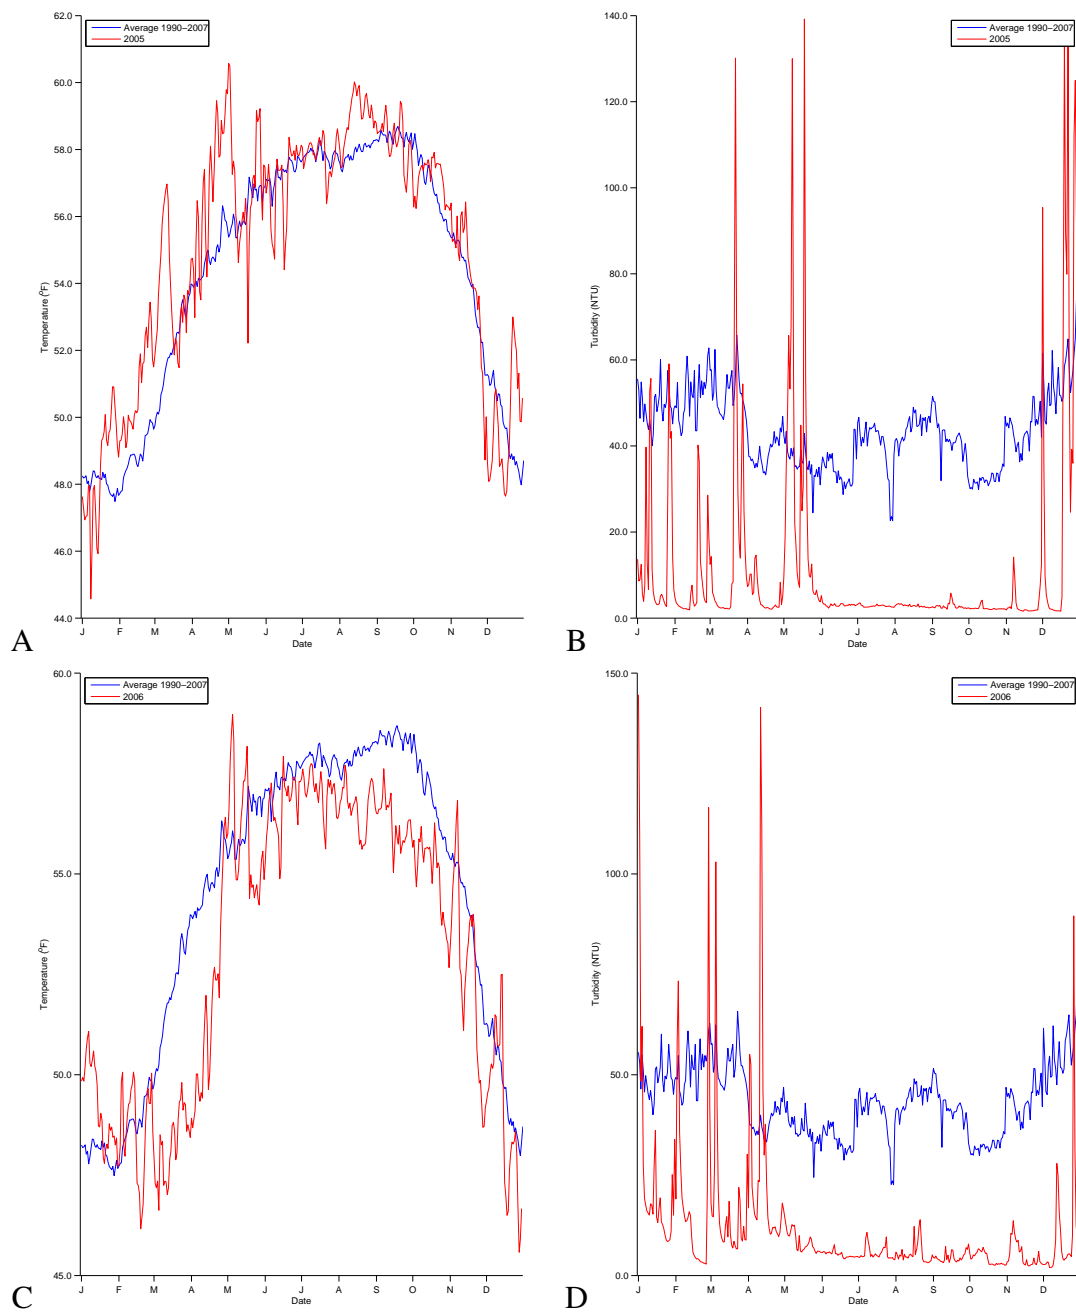 62.0
60.0
58.0
56.0
54.0
52.0
50.0
48.0
46.0
44.0
Temperature (°F)
J F M A M J J A S O N D
Date
Average 1990–2007
2005
A
140.0
120.0
100.0
80.0
60.0
40.0
20.0
0.0
Turbidity (NTU)
J F M A M J J A S O N D
Date
Average 1990–2007
2005
B
60.0
55.0
50.0
45.0
Temperature (°F)
J F M A M J J A S O N D
Date
Average 1990–2007
2006
C
150.0
100.0
50.0
0.0
Turbidity (NTU)
J F M A M J J A S O N D
Date
Average 1990–2007
2006
D